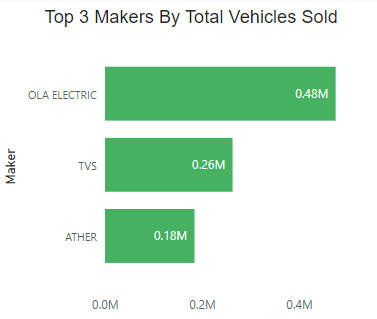 Top 3 Makers By Total Vehicles Sold
Maker
OLA ELECTRIC 0.48M
TVS 0.26M
ATHER 0.18M
0.0M 0.2M 0.4M